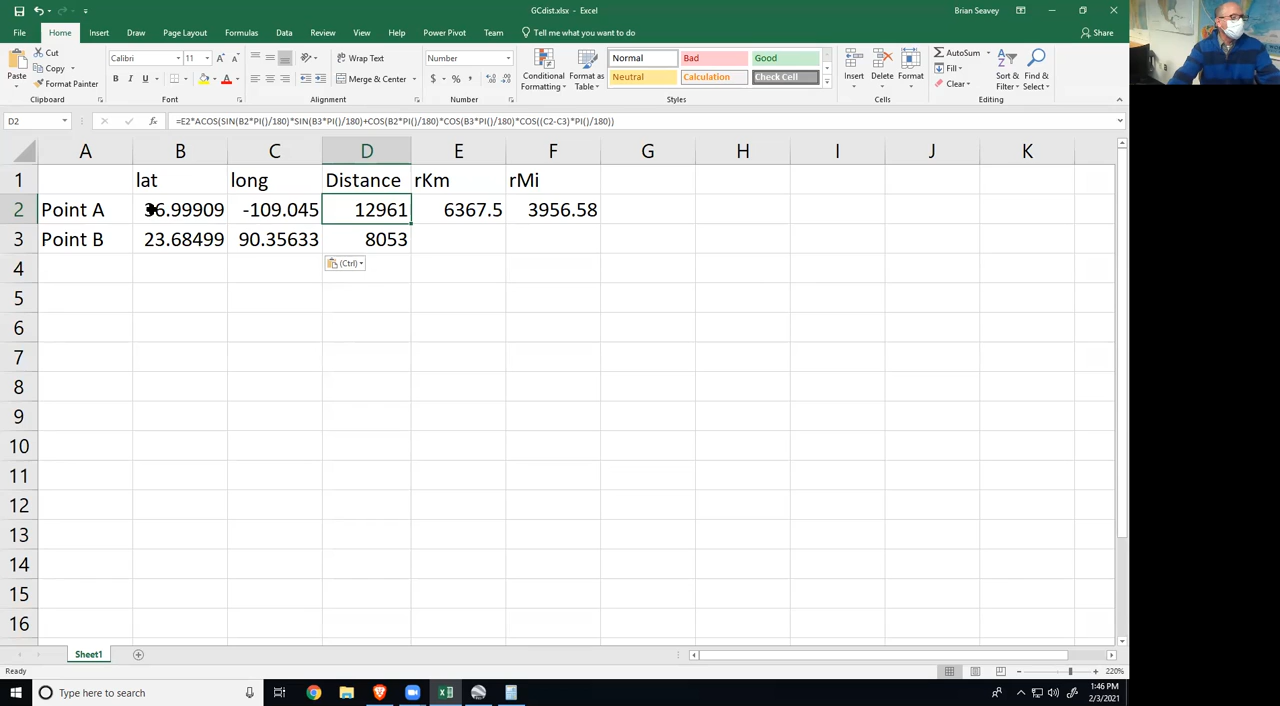 GCdist.xlsx - Excel
Brian Seavey
File Home Insert Draw Page Layout Formulas Data Review View Help Power Pivot Team Tell me what you want to do Share
Paste
Cut
Copy
Format Painter
Clipboard
Calibri 11
B I U
Font
Wrap Text
Merge & Center
Alignment
Number
$ % ,
Number
Conditional Formatting
Format as Table
Normal Bad Good
Neutral Calculation Check Cell
Styles
Insert Delete Format
Cells
AutoSum
Fill
Clear
Sort & Filter
Find & Select
Editing
D2 fx =E2*ACOS(SIN(B2*PI()/180)*SIN(B3*PI()/180)+COS(B2*PI()/180)*COS(B3*PI()/180)*COS((C2-C3)*PI()/180))
A B C D E F G H I J K
1 lat long Distance rKm rMi
2 Point A 36.99909 -109.045 12961 6367.5 3956.58
3 Point B 23.68499 90.35633 8053
4 (Ctrl)
5
6
7
8
9
10
11
12
13
14
15
16
Sheet1
Ready
220%
Type here to search
1:46 PM
2/3/2021